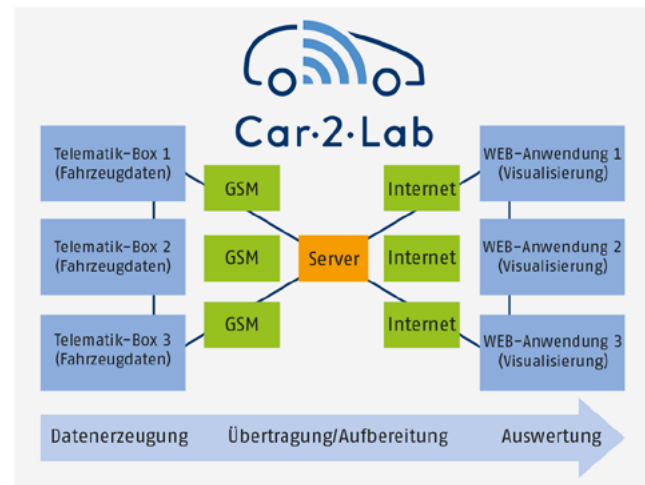 Car·2·Lab
Telematik-Box 1
(Fahrzeugdaten)
GSM
Internet
WEB-Anwendung 1
(Visualisierung)
Telematik-Box 2
(Fahrzeugdaten)
GSM
Server
Internet
WEB-Anwendung 2
(Visualisierung)
Telematik-Box 3
(Fahrzeugdaten)
GSM
Internet
WEB-Anwendung 3
(Visualisierung)
Datenerzeugung
Übertragung/Aufbereitung
Auswertung